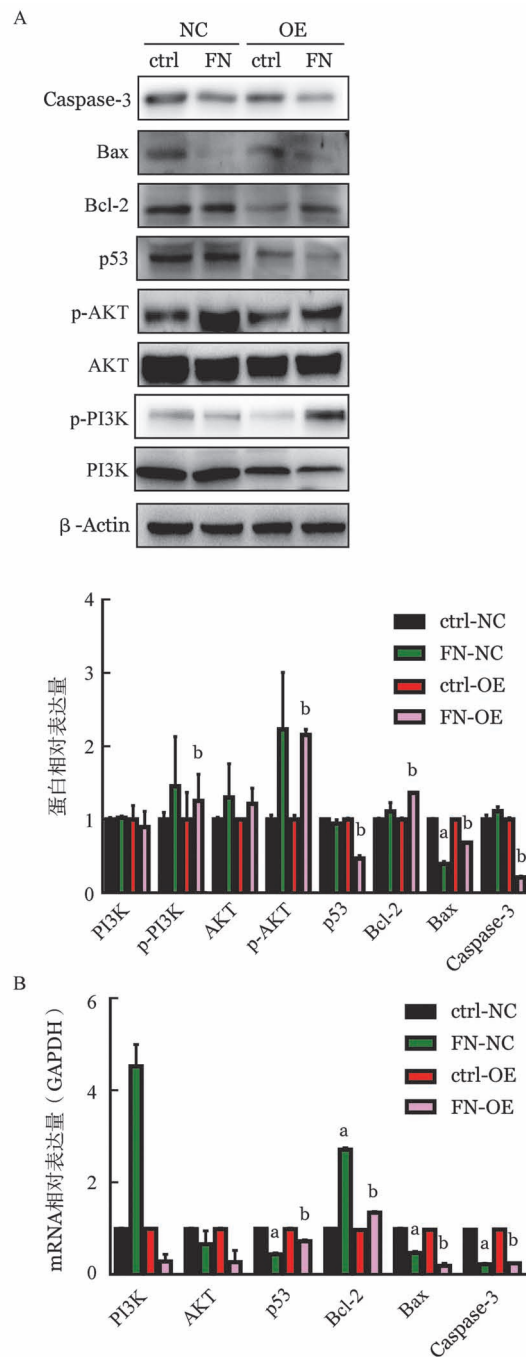 A
NC OE
ctrl FN ctrl FN
Caspase-3
Bax
Bcl-2
p53
p-AKT
AKT
p-PI3K
PI3K
β-Actin
4
3
2
1
0
蛋白相对表达量
ctrl-NC
FN-NC
ctrl-OE
FN-OE
b b b b a b b
PI3K p-PI3K AKT p-AKT p53 Bcl-2 Bax Caspase-3
B
6
4
2
0
mRNA相对表达量（GAPDH）
ctrl-NC
FN-NC
ctrl-OE
FN-OE
a b a b a b a b
PI3K AKT p53 Bcl-2 Bax Caspase-3